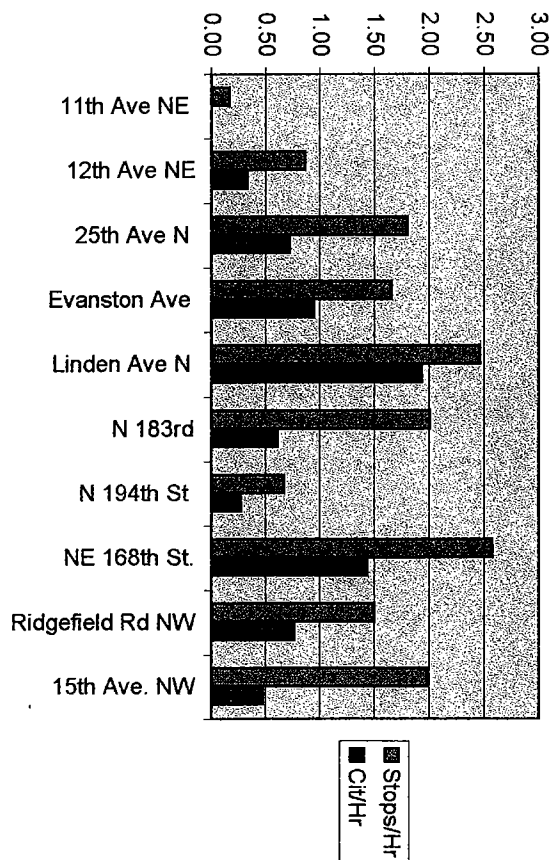 0.00
0.50
1.00
1.50
2.00
2.50
3.00
11th Ave NE
12th Ave NE
25th Ave N
Evanston Ave
Linden Ave N
N 183rd
N 194th St
NE 168th St.
Ridgefield Rd NW
15th Ave. NW
Stops/Hr
Cit/Hr